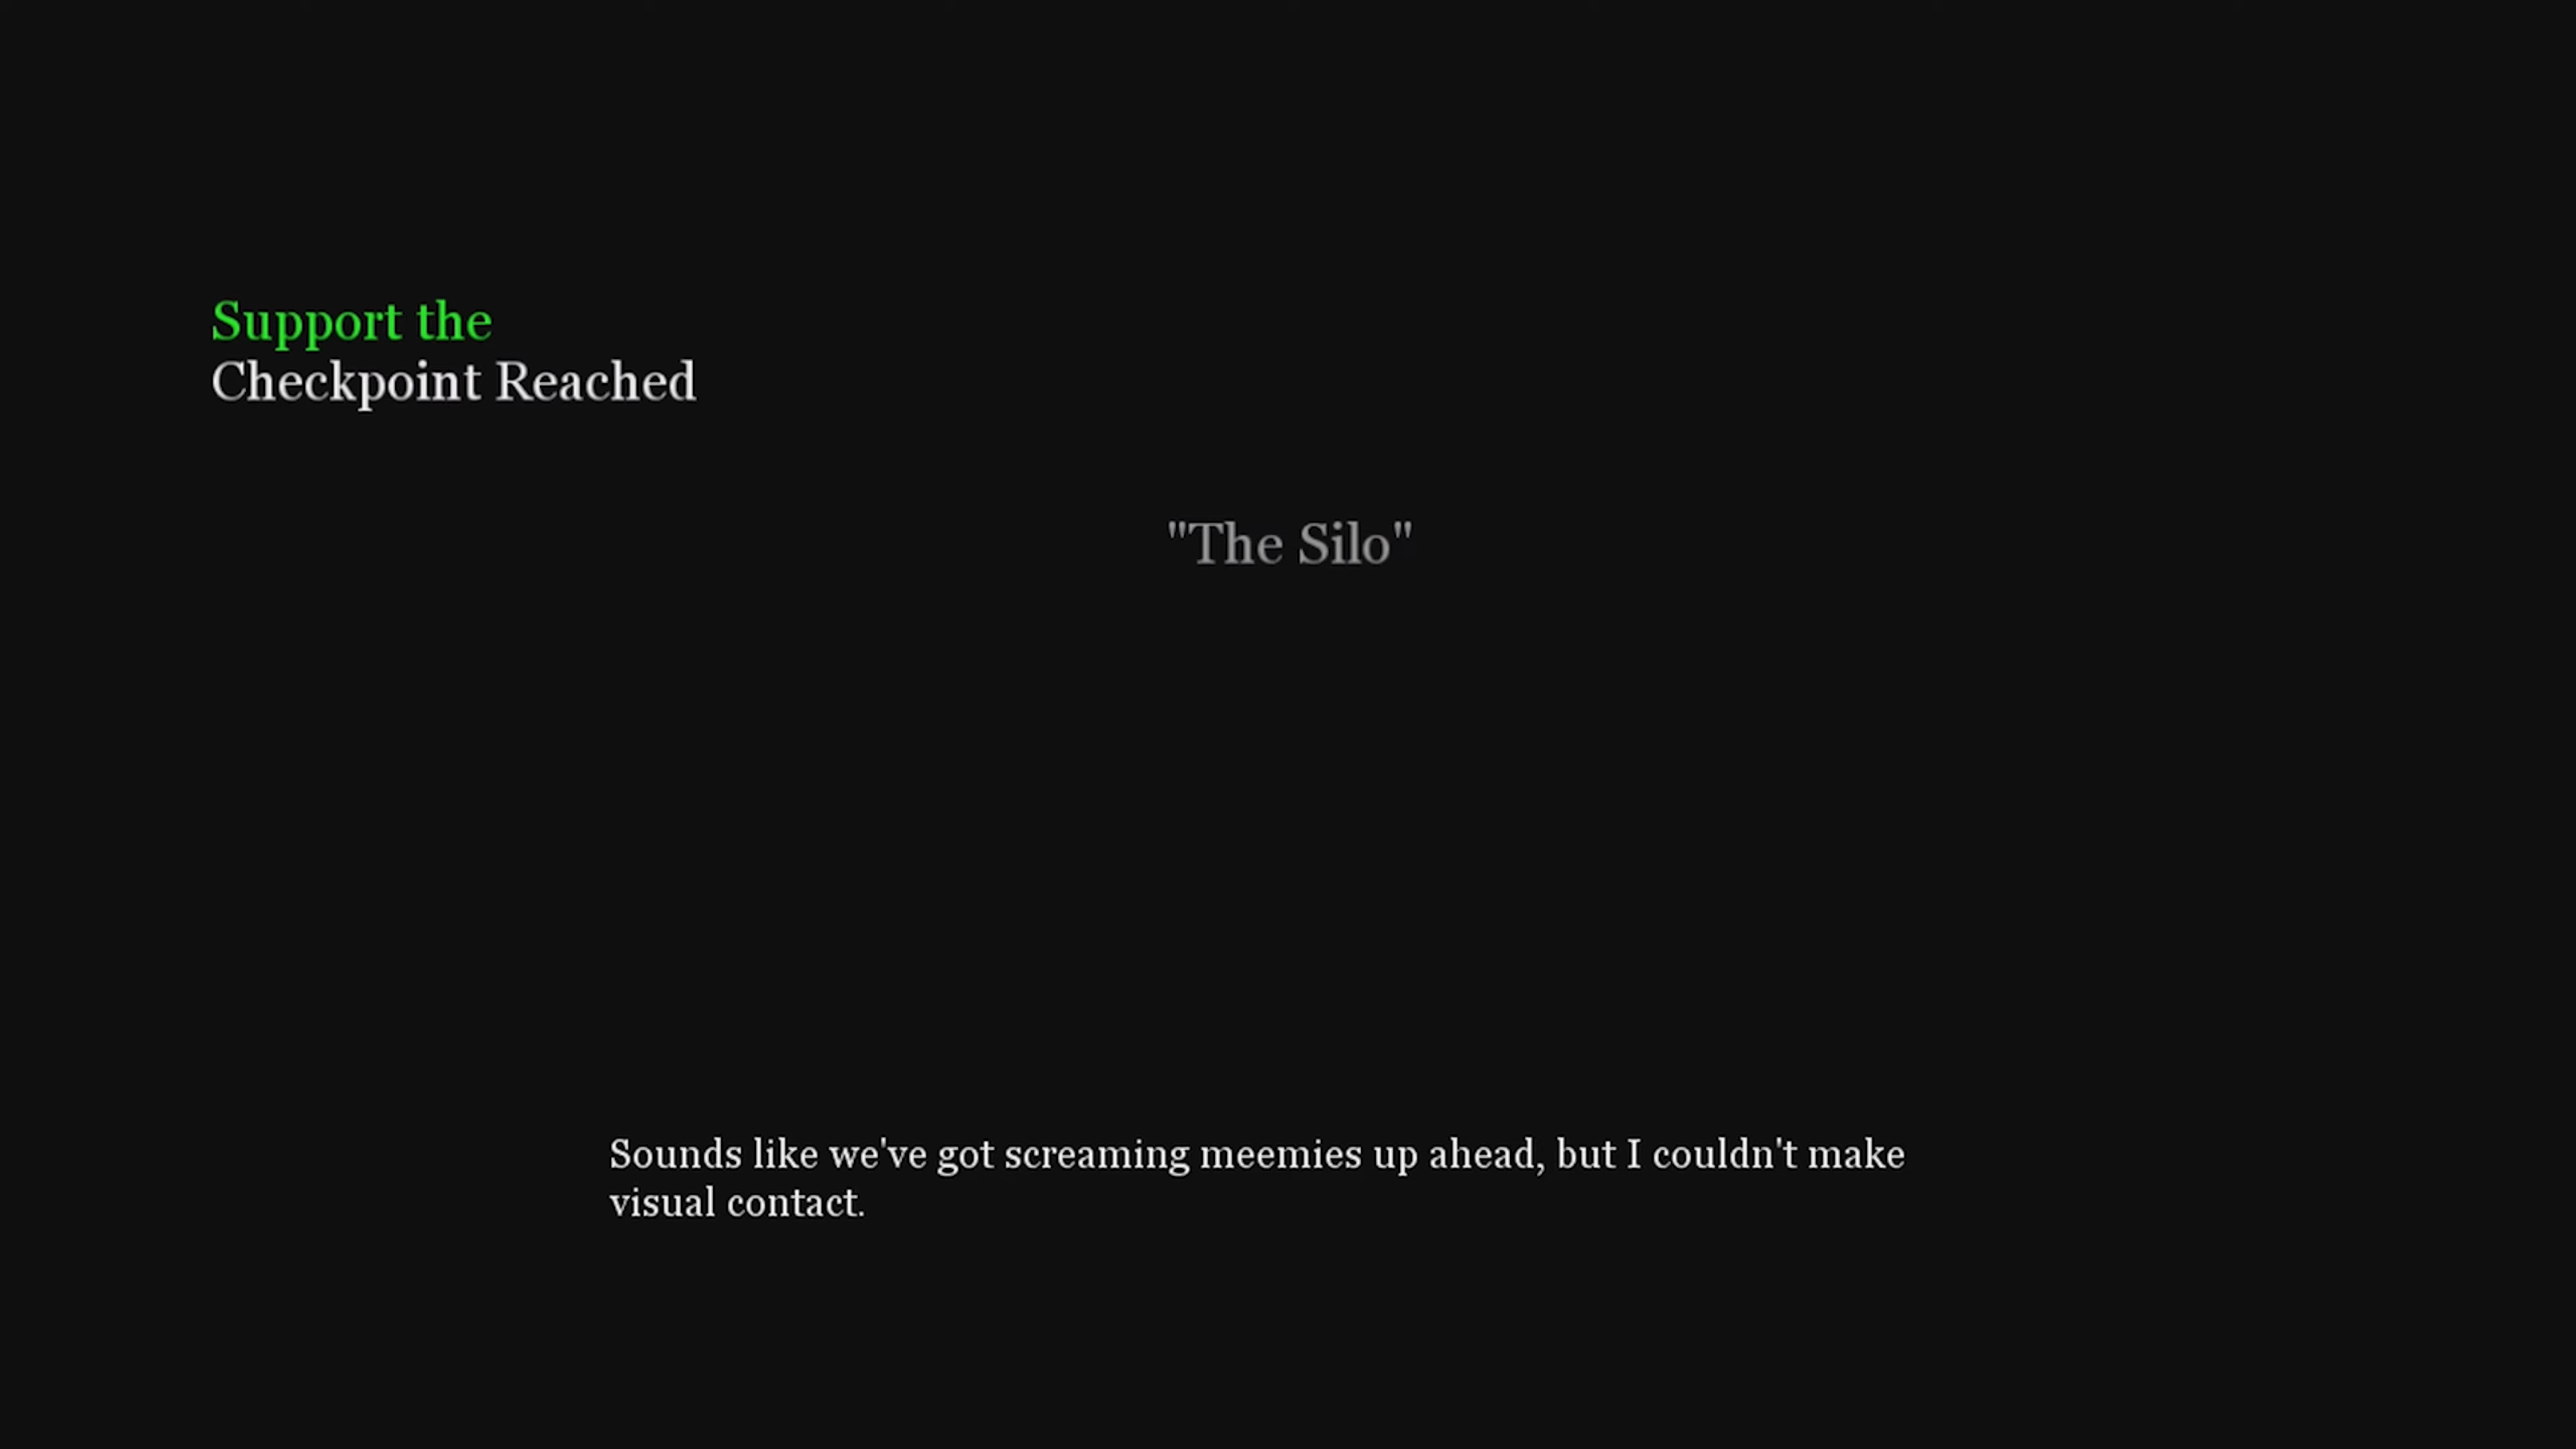 Support the
Checkpoint Reached
"The Silo"
Sounds like we've got screaming meemies up ahead, but I couldn't make
visual contact.